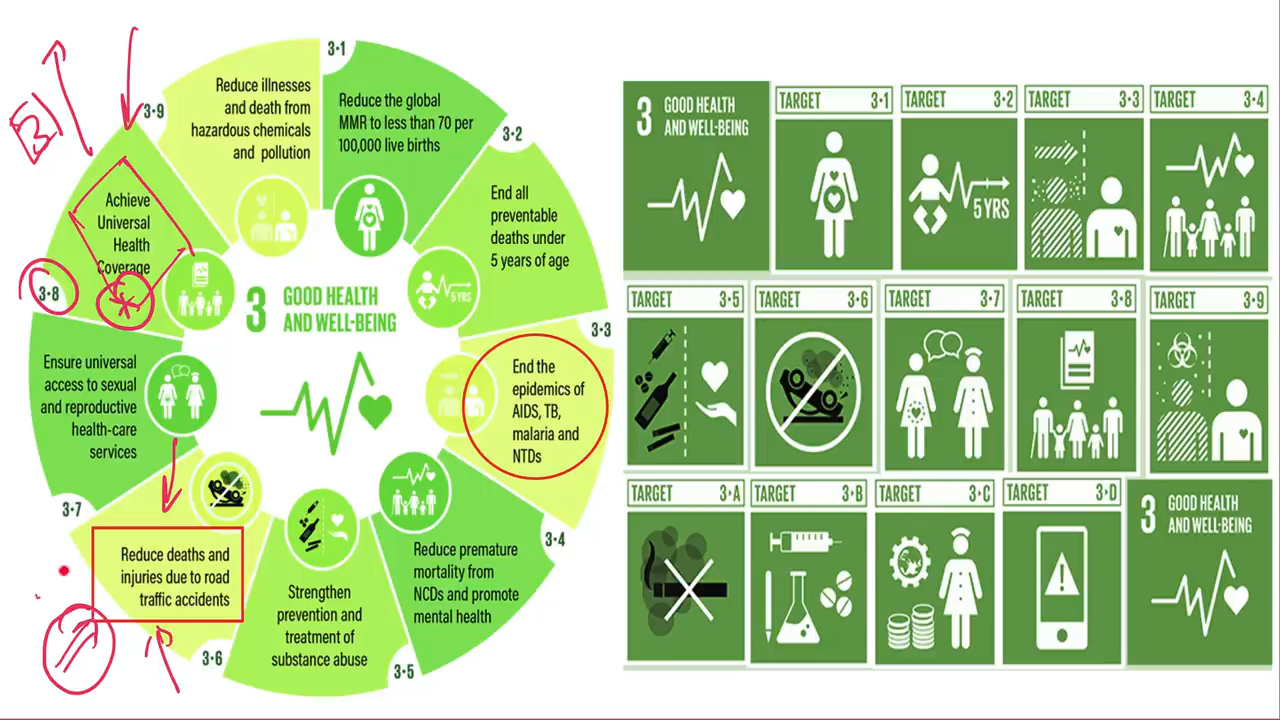 3·1
Reduce the global
MMR to less than 70 per
100,000 live births
3·2
End all
preventable
deaths under
5 years of age
5 YRS
3·3
End the
epidemics of
AIDS, TB,
malaria and
NTDs
3·4
Reduce premature
mortality from
NCDs and promote
mental health
3·5
Strengthen
prevention and
treatment of
substance abuse
3·6
Reduce deaths and
injuries due to road
traffic accidents
3·7
Ensure universal
access to sexual
and reproductive
health-care
services
3·8
Achieve
Universal
Health
Coverage
3·9
Reduce illnesses
and death from
hazardous chemicals
and pollution
3 GOOD HEALTH
AND WELL-BEING
3 GOOD HEALTH
AND WELL-BEING
TARGET 3·1
TARGET 3·2
5 YRS
TARGET 3·3
TARGET 3·4
TARGET 3·5
TARGET 3·6
TARGET 3·7
TARGET 3·8
TARGET 3·9
TARGET 3·A
TARGET 3·B
TARGET 3·C
TARGET 3·D
3 GOOD HEALTH
AND WELL-BEING